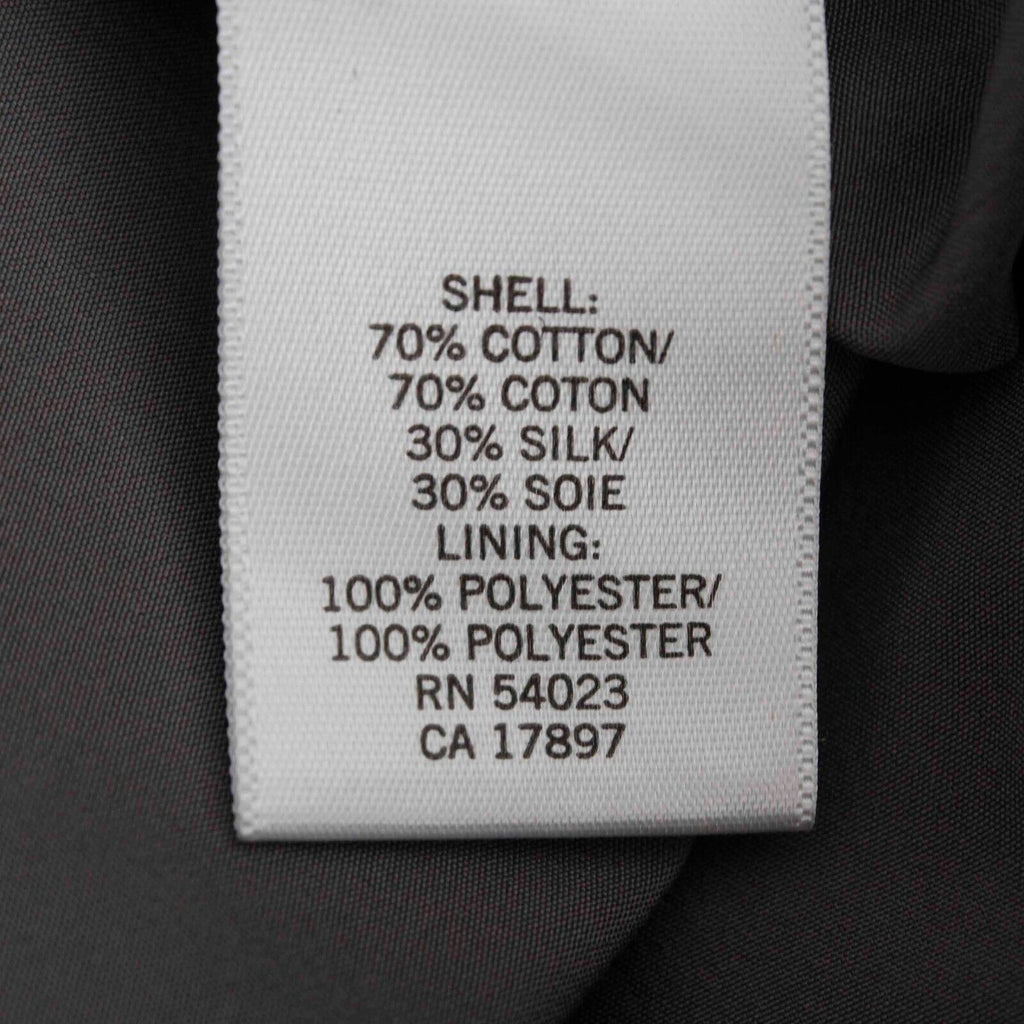 SHELL:
70% COTTON/
70% COTON
30% SILK/
30% SOIE
LINING:
100% POLYESTER/
100% POLYESTER
RN 54023
CA 17897